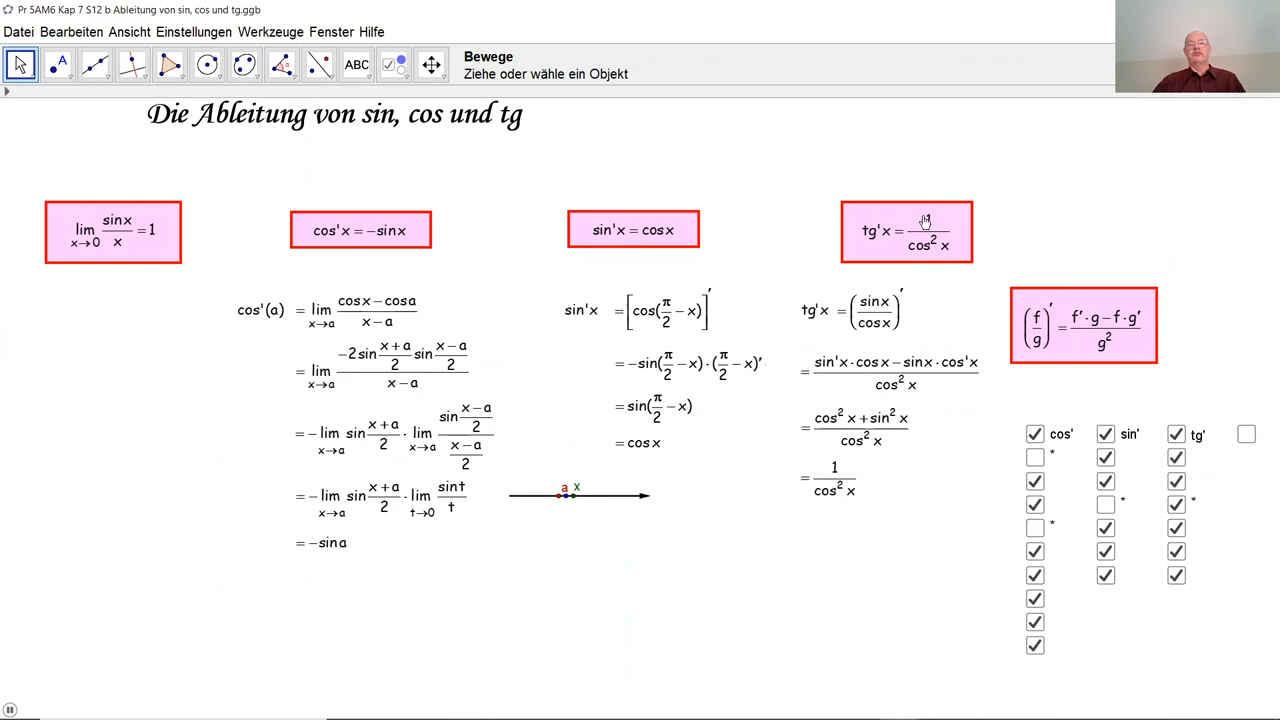 Pr 5AM6 Kap 7 S12 b Ableitung von sin, cos und tg.ggb
Datei Bearbeiten Ansicht Einstellungen Werkzeuge Fenster Hilfe
A
ABC
Bewege
Ziehe oder wähle ein Objekt
Die Ableitung von sin, cos und tg
lim x→0 sinx/x = 1
cos'x = −sinx
sin'x = cosx
tg'x = 1/cos² x
cos'(a) = lim x→a (cosx − cosa)/(x − a)
= lim x→a (−2sin (x+a)/2 sin (x−a)/2)/(x − a)
= −lim x→a sin (x+a)/2 · lim x→a (sin (x−a)/2)/((x−a)/2)
= −lim x→a sin (x+a)/2 · lim t→0 sint/t
= −sina
a x
sin'x = [cos(π/2 − x)]'
= −sin(π/2 − x) · (π/2 − x)'
= sin(π/2 − x)
= cosx
tg'x = (sinx/cosx)'
= (sin'x · cosx − sinx · cos'x)/cos² x
= (cos² x + sin² x)/cos² x
= 1/cos² x
(f/g)' = (f' · g − f · g')/g²
cos' sin' tg'
*
* *
*